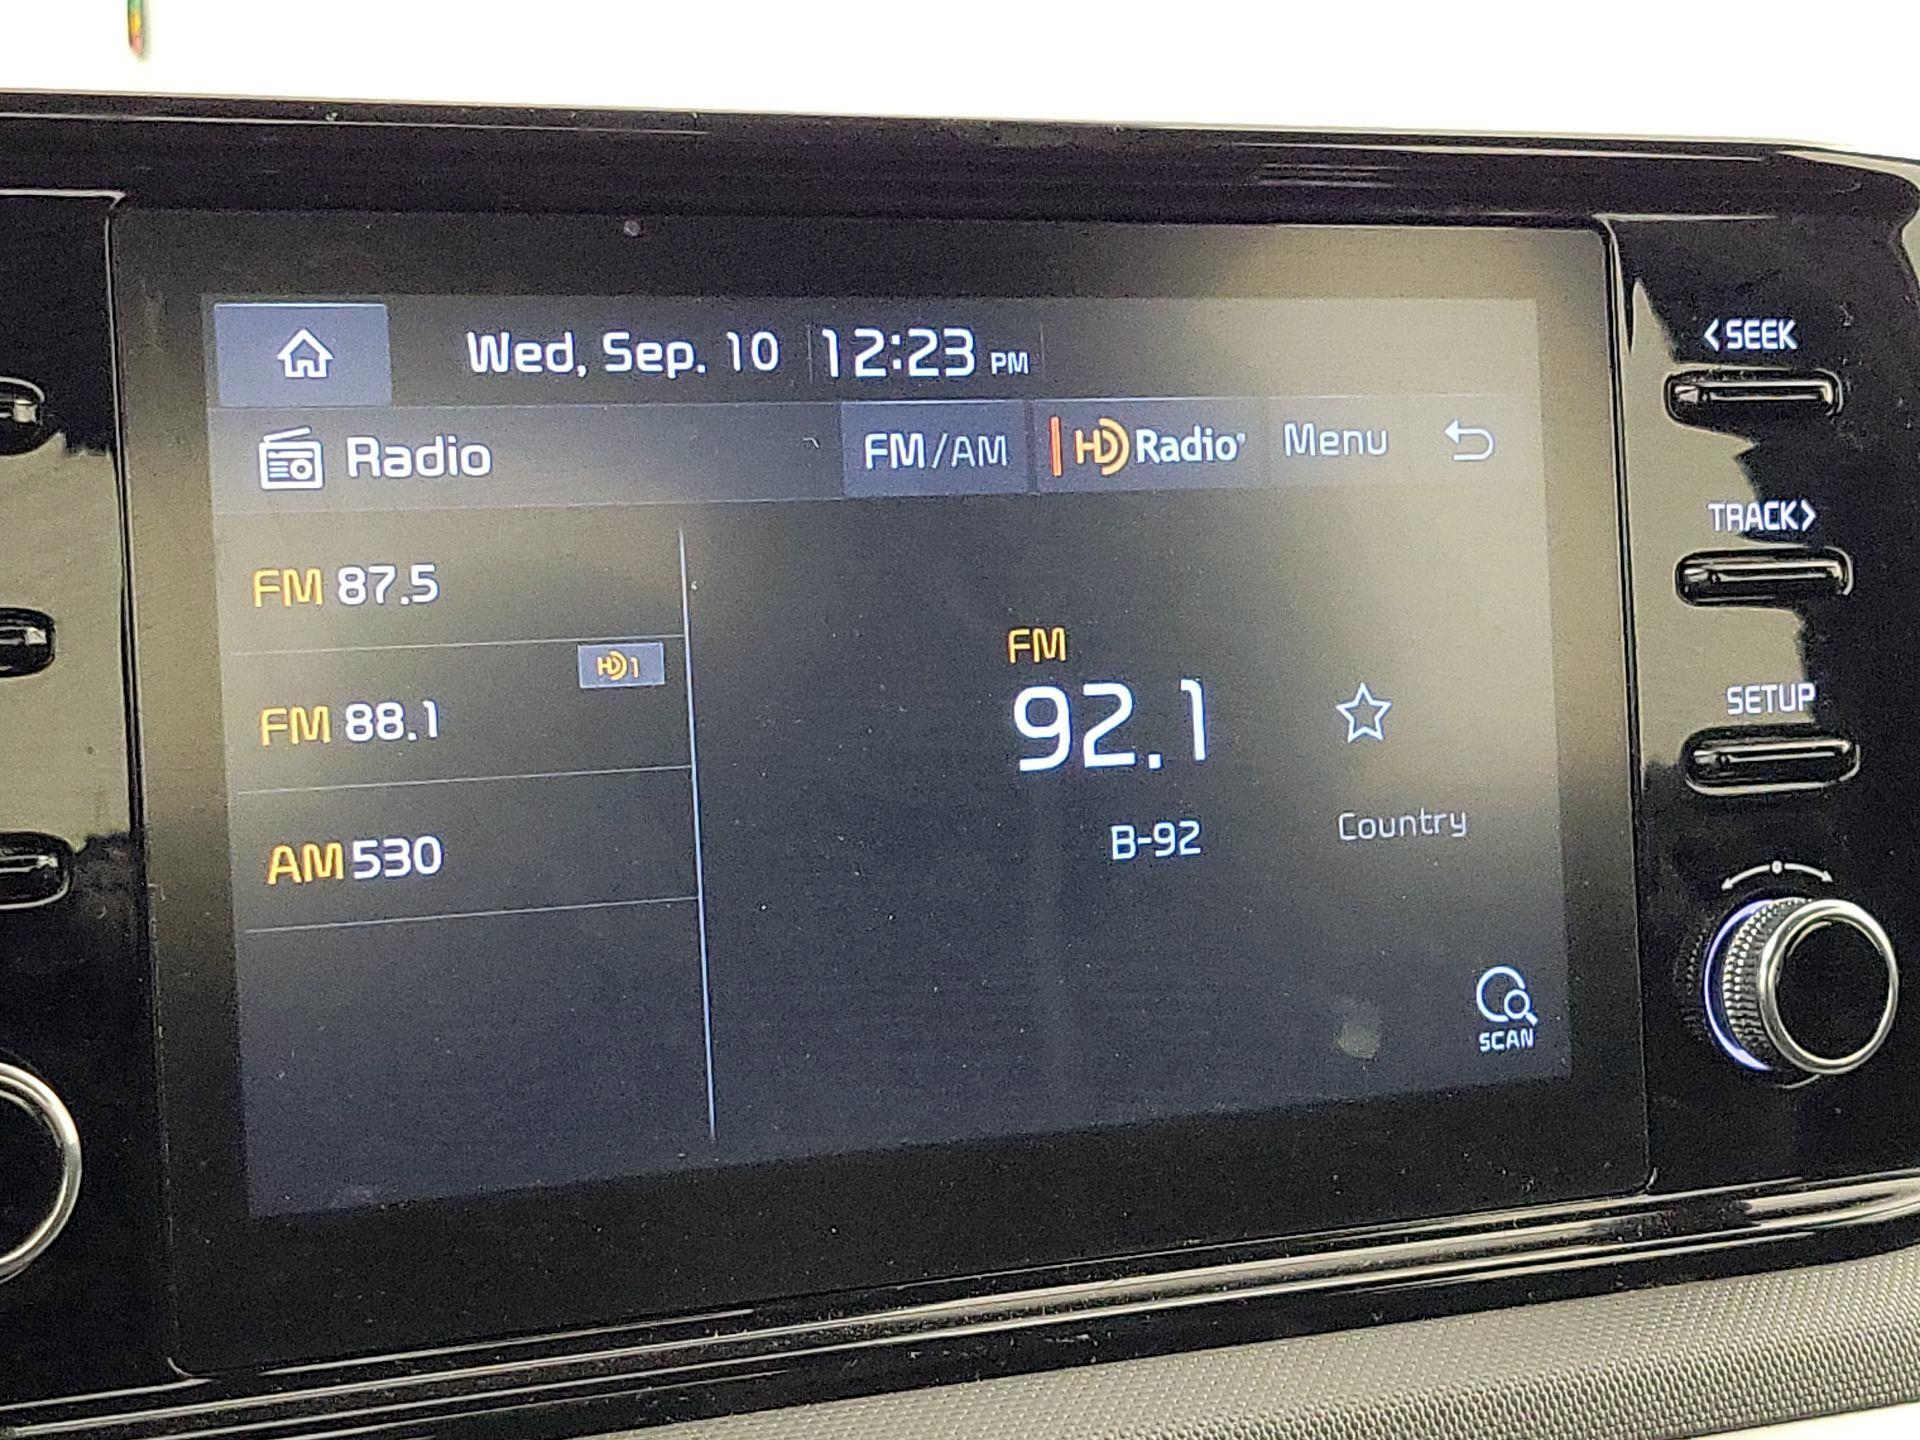 Wed, Sep. 10 12:23 PM
Radio FM/AM HD Radio® Menu
FM 87.5
HD1
FM 88.1
AM 530
FM
92.1
B-92 Country
SCAN
<SEEK
TRACK>
SETUP